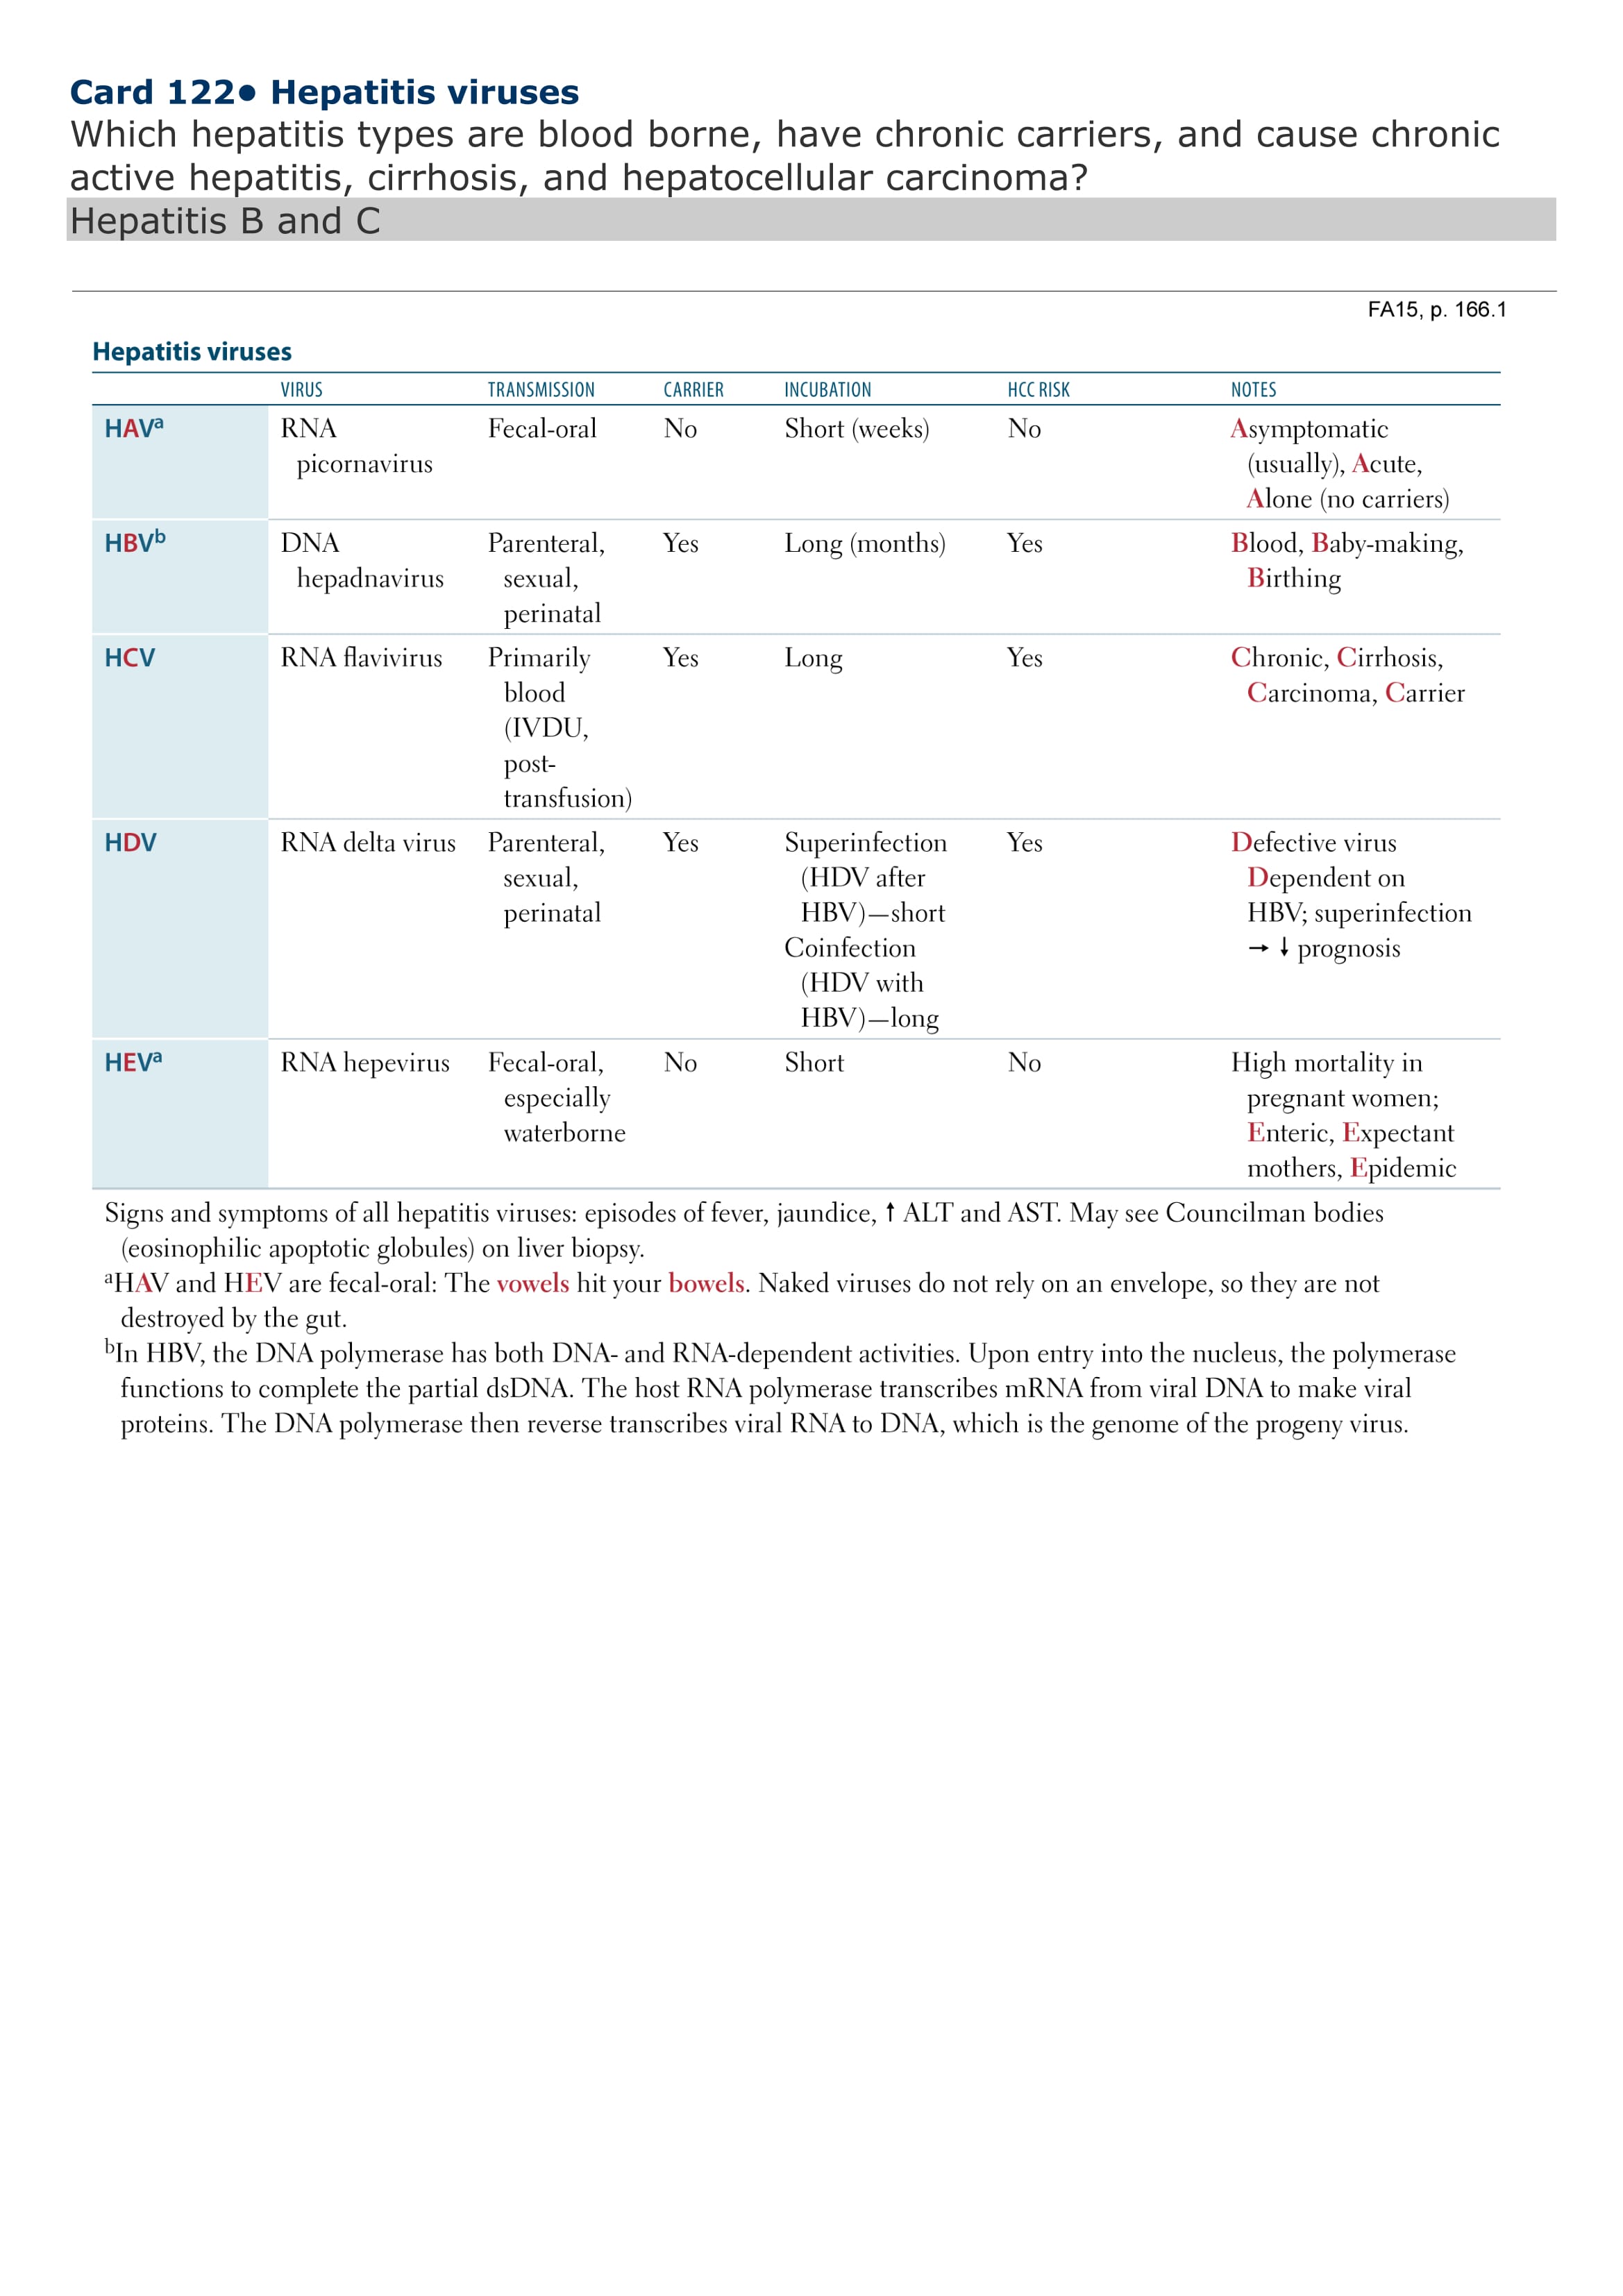 Card 122• Hepatitis viruses
Which hepatitis types are blood borne, have chronic carriers, and cause chronic
active hepatitis, cirrhosis, and hepatocellular carcinoma?
Hepatitis B and C
FA15, p. 166.1
Hepatitis viruses
VIRUS TRANSMISSION CARRIER INCUBATION HCC RISK NOTES
HAVᵃ RNA Fecal-oral No Short (weeks) No Asymptomatic
picornavirus (usually), Acute,
Alone (no carriers)
HBVᵇ DNA Parenteral, Yes Long (months) Yes Blood, Baby-making,
hepadnavirus sexual, Birthing
perinatal
HCV RNA flavivirus Primarily Yes Long Yes Chronic, Cirrhosis,
blood Carcinoma, Carrier
(IVDU,
post-
transfusion)
HDV RNA delta virus Parenteral, Yes Superinfection Yes Defective virus
sexual, (HDV after Dependent on
perinatal HBV)—short HBV; superinfection
Coinfection → ↓ prognosis
(HDV with
HBV)—long
HEVᵃ RNA hepevirus Fecal-oral, No Short No High mortality in
especially pregnant women;
waterborne Enteric, Expectant
mothers, Epidemic
Signs and symptoms of all hepatitis viruses: episodes of fever, jaundice, ↑ ALT and AST. May see Councilman bodies
(eosinophilic apoptotic globules) on liver biopsy.
ᵃHAV and HEV are fecal-oral: The vowels hit your bowels. Naked viruses do not rely on an envelope, so they are not
destroyed by the gut.
ᵇIn HBV, the DNA polymerase has both DNA- and RNA-dependent activities. Upon entry into the nucleus, the polymerase
functions to complete the partial dsDNA. The host RNA polymerase transcribes mRNA from viral DNA to make viral
proteins. The DNA polymerase then reverse transcribes viral RNA to DNA, which is the genome of the progeny virus.